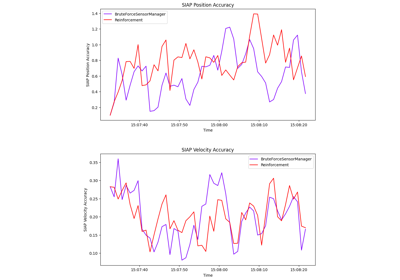 SIAP Position Accuracy
BruteForceSensorManager
Reinforcement
1.4
1.2
1.0
0.8
0.6
0.4
0.2
SIAP Position Accuracy
15:07:40 15:07:50 15:08:00 15:08:10 15:08:20
Time
SIAP Velocity Accuracy
BruteForceSensorManager
Reinforcement
0.35
0.30
0.25
0.20
0.15
0.10
SIAP Velocity Accuracy
15:07:40 15:07:50 15:08:00 15:08:10 15:08:20
Time